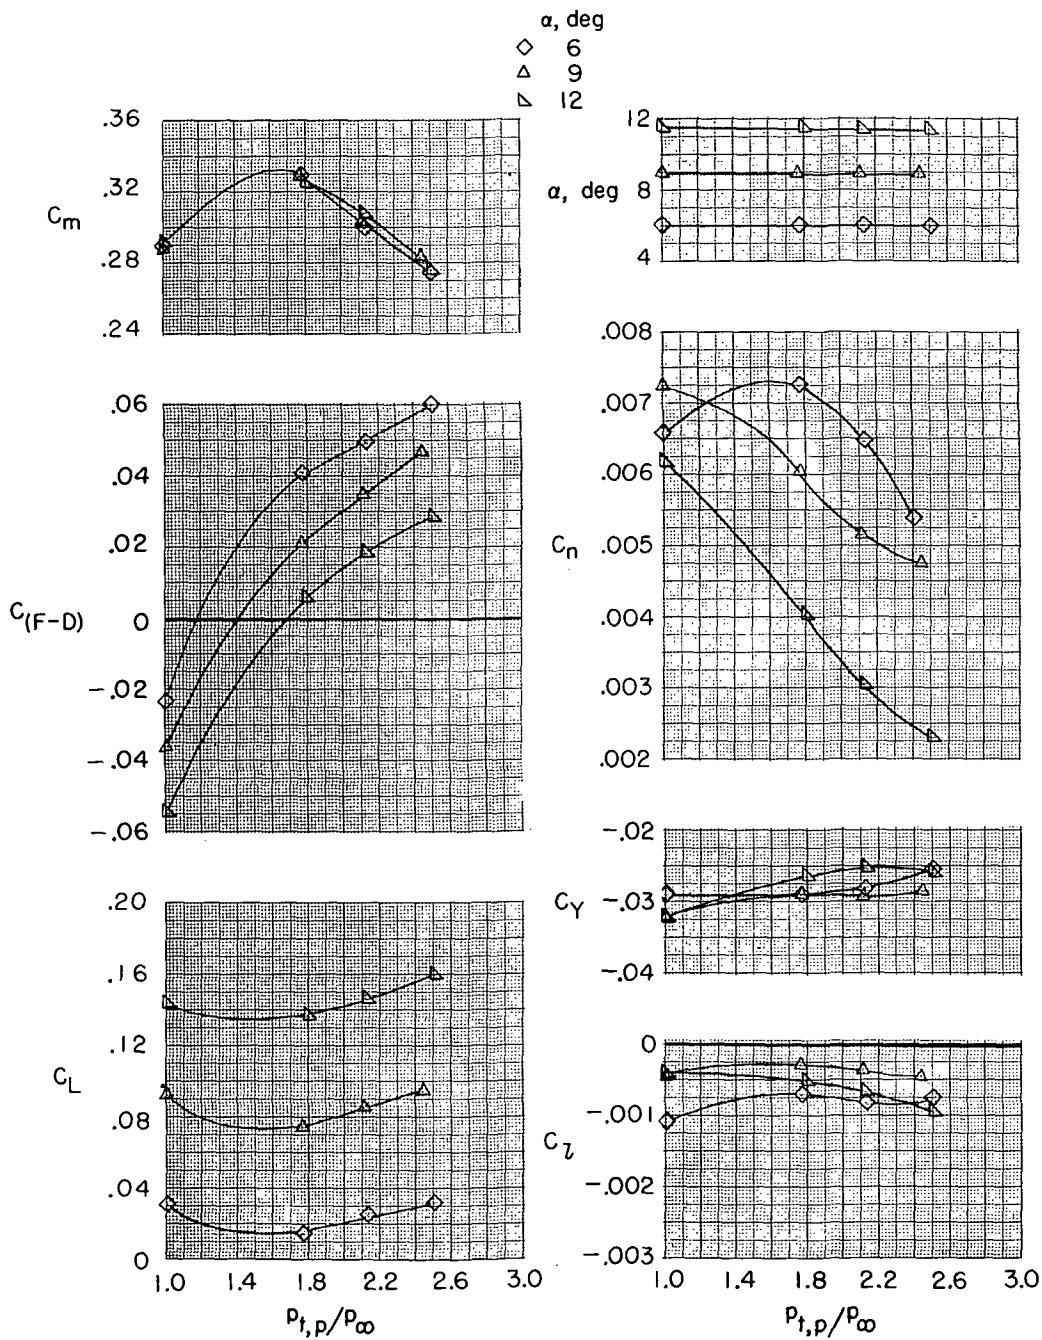 α, deg
◇ 6
△ 9
◺ 12
.36
.32
Cm
.28
.24
.06
.04
.02
C(F-D) 0
-.02
-.04
-.06
.20
.16
.12
CL
.08
.04
0
1.0 1.4 1.8 2.2 2.6 3.0
pt,p/p∞
12
α, deg 8
4
.008
.007
.006
Cn .005
.004
.003
.002
-.02
CY -.03
-.04
0
-.001
Cl
-.002
-.003
1.0 1.4 1.8 2.2 2.6 3.0
pt,p/p∞